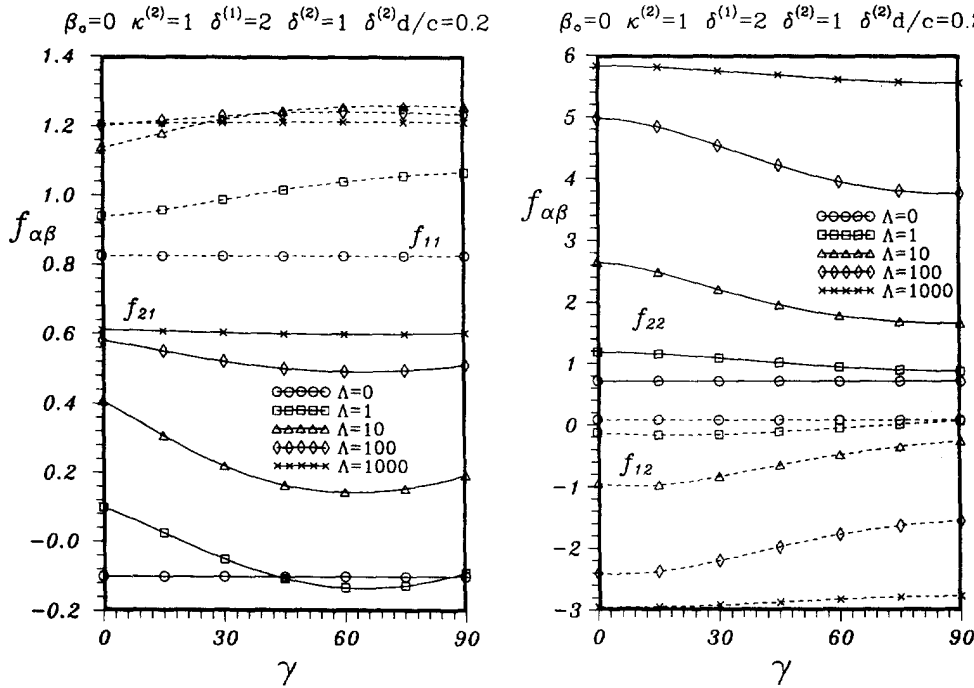 β₀=0 κ⁽²⁾=1 δ⁽¹⁾=2 δ⁽²⁾=1 δ⁽²⁾d/c=0.2
1.4
1.2
1.0
0.8
0.6
0.4
0.2
-0.0
-0.2
f_αβ
f_11
f_21
Λ=0
Λ=1
Λ=10
Λ=100
Λ=1000
0 30 60 90
γ
β₀=0 κ⁽²⁾=1 δ⁽¹⁾=2 δ⁽²⁾=1 δ⁽²⁾d/c=0.2
6
5
4
3
2
1
0
-1
-2
-3
f_αβ
Λ=0
Λ=1
Λ=10
Λ=100
Λ=1000
f_22
f_12
0 30 60 90
γ